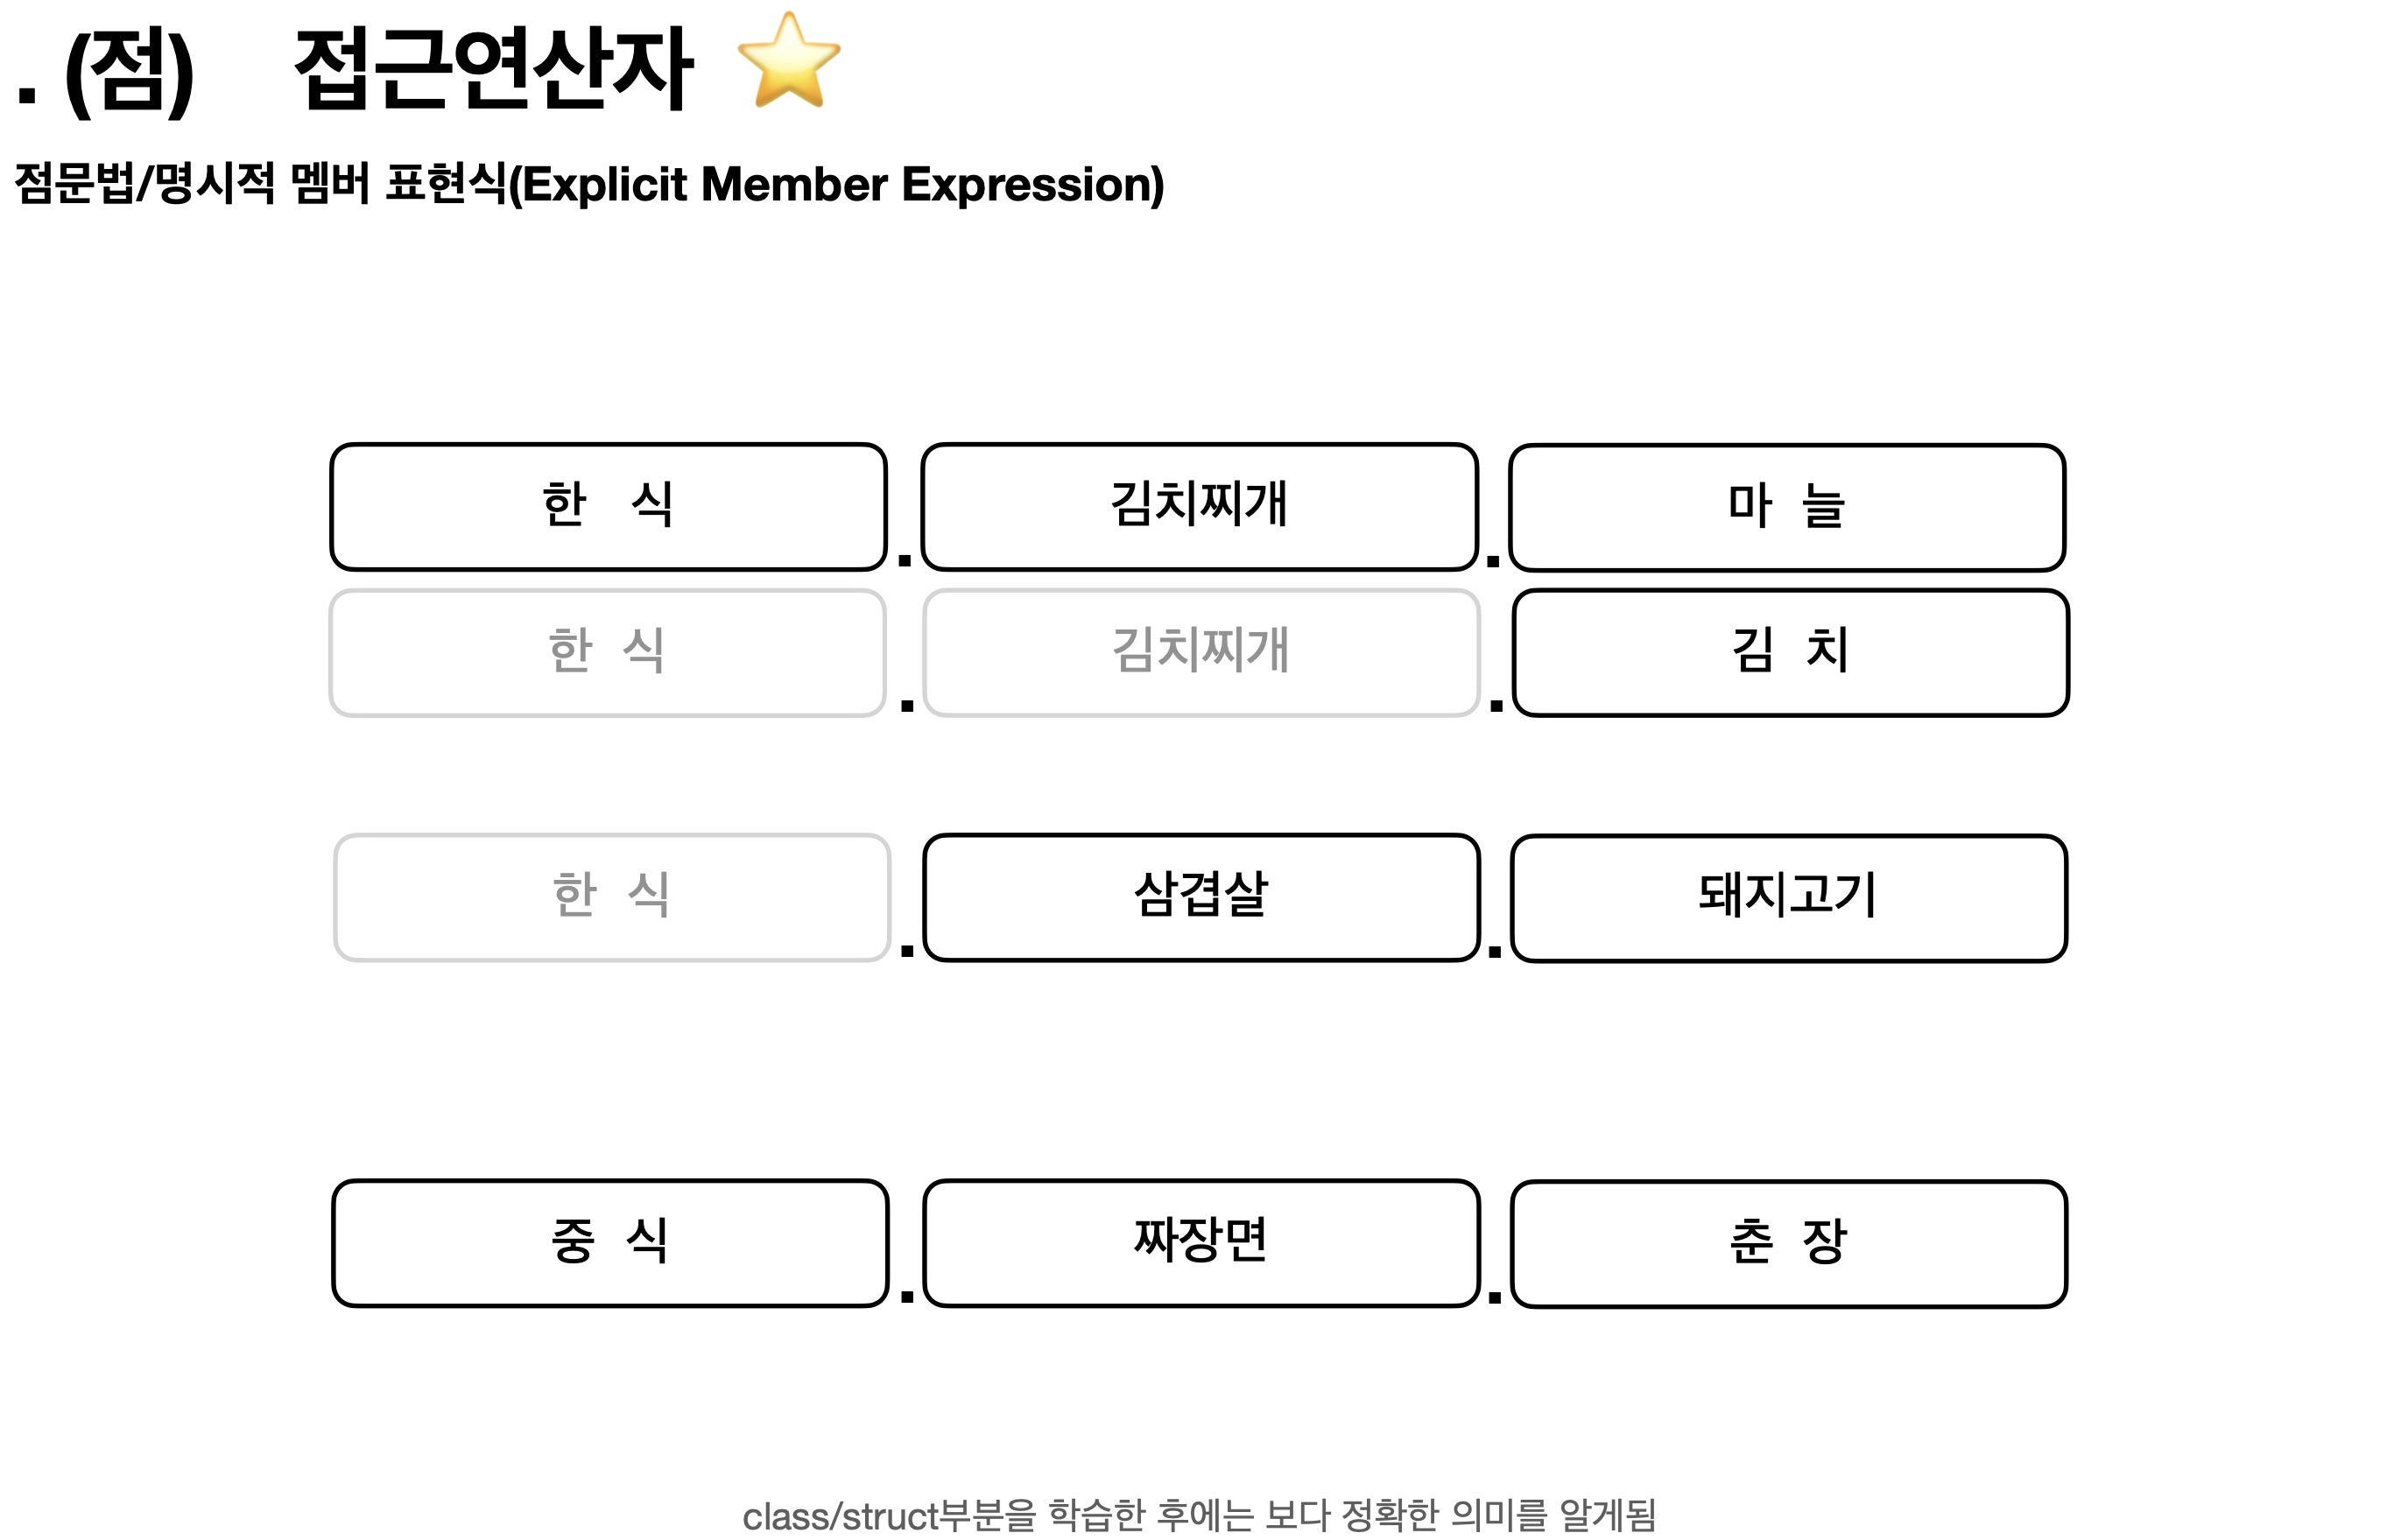 . (점) 접근연산자
점문법/명시적 멤버 표현식(Explicit Member Expression)
한 식 . 김치찌개 . 마 늘
한 식 . 김치찌개 . 김 치
한 식 . 삼겹살 . 돼지고기
중 식 . 짜장면 . 춘 장
class/struct부분을 학습한 후에는 보다 정확한 의미를 알게됨